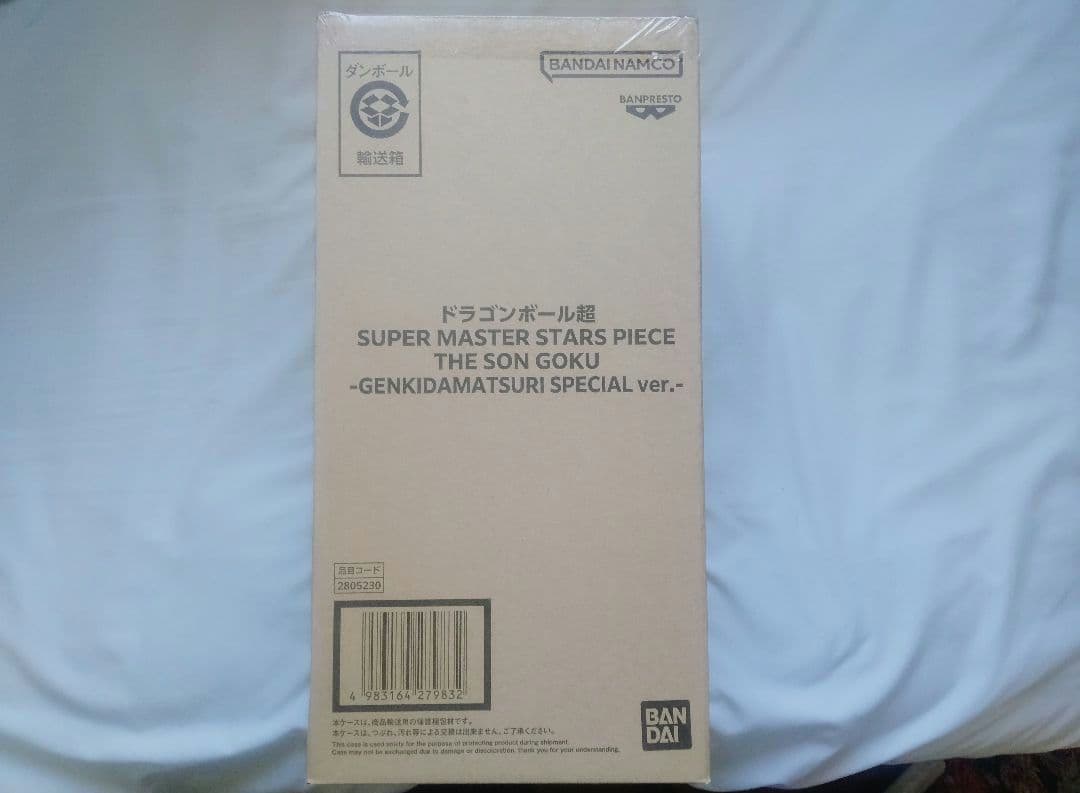 ダンボール
輸送箱
BANDAI NAMCO
BANPRESTO
ドラゴンボール超
SUPER MASTER STARS PIECE
THE SON GOKU
-GENKIDAMATSURI SPECIAL ver.-
品目コード
2805230
4 983164 279832
本ケースは、商品輸送用の保護梱包材です。
本ケースは、つぶれ、汚れ等による交換は出来ません。ご了承ください。
This case is used solely for the purpose of protecting product during shipment.
Case may not be exchanged due to damage or discoloration. thank you for your understanding.
BAN
DAI